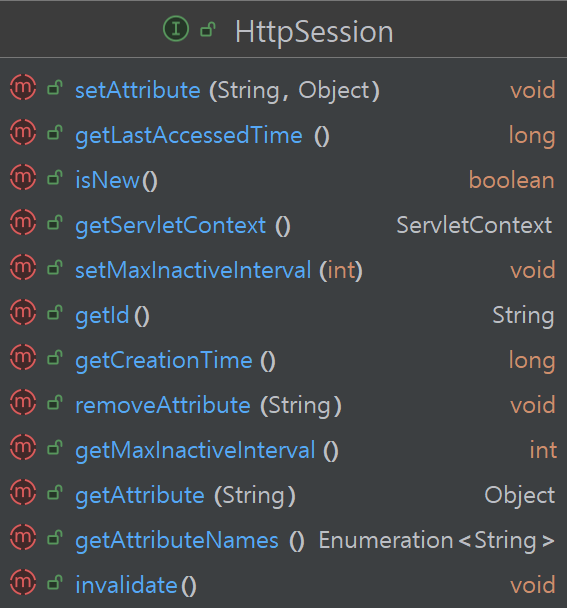 I HttpSession
m setAttribute (String, Object) void
m getLastAccessedTime () long
m isNew() boolean
m getServletContext () ServletContext
m setMaxInactiveInterval (int) void
m getId() String
m getCreationTime () long
m removeAttribute (String) void
m getMaxInactiveInterval () int
m getAttribute (String) Object
m getAttributeNames () Enumeration<String>
m invalidate() void